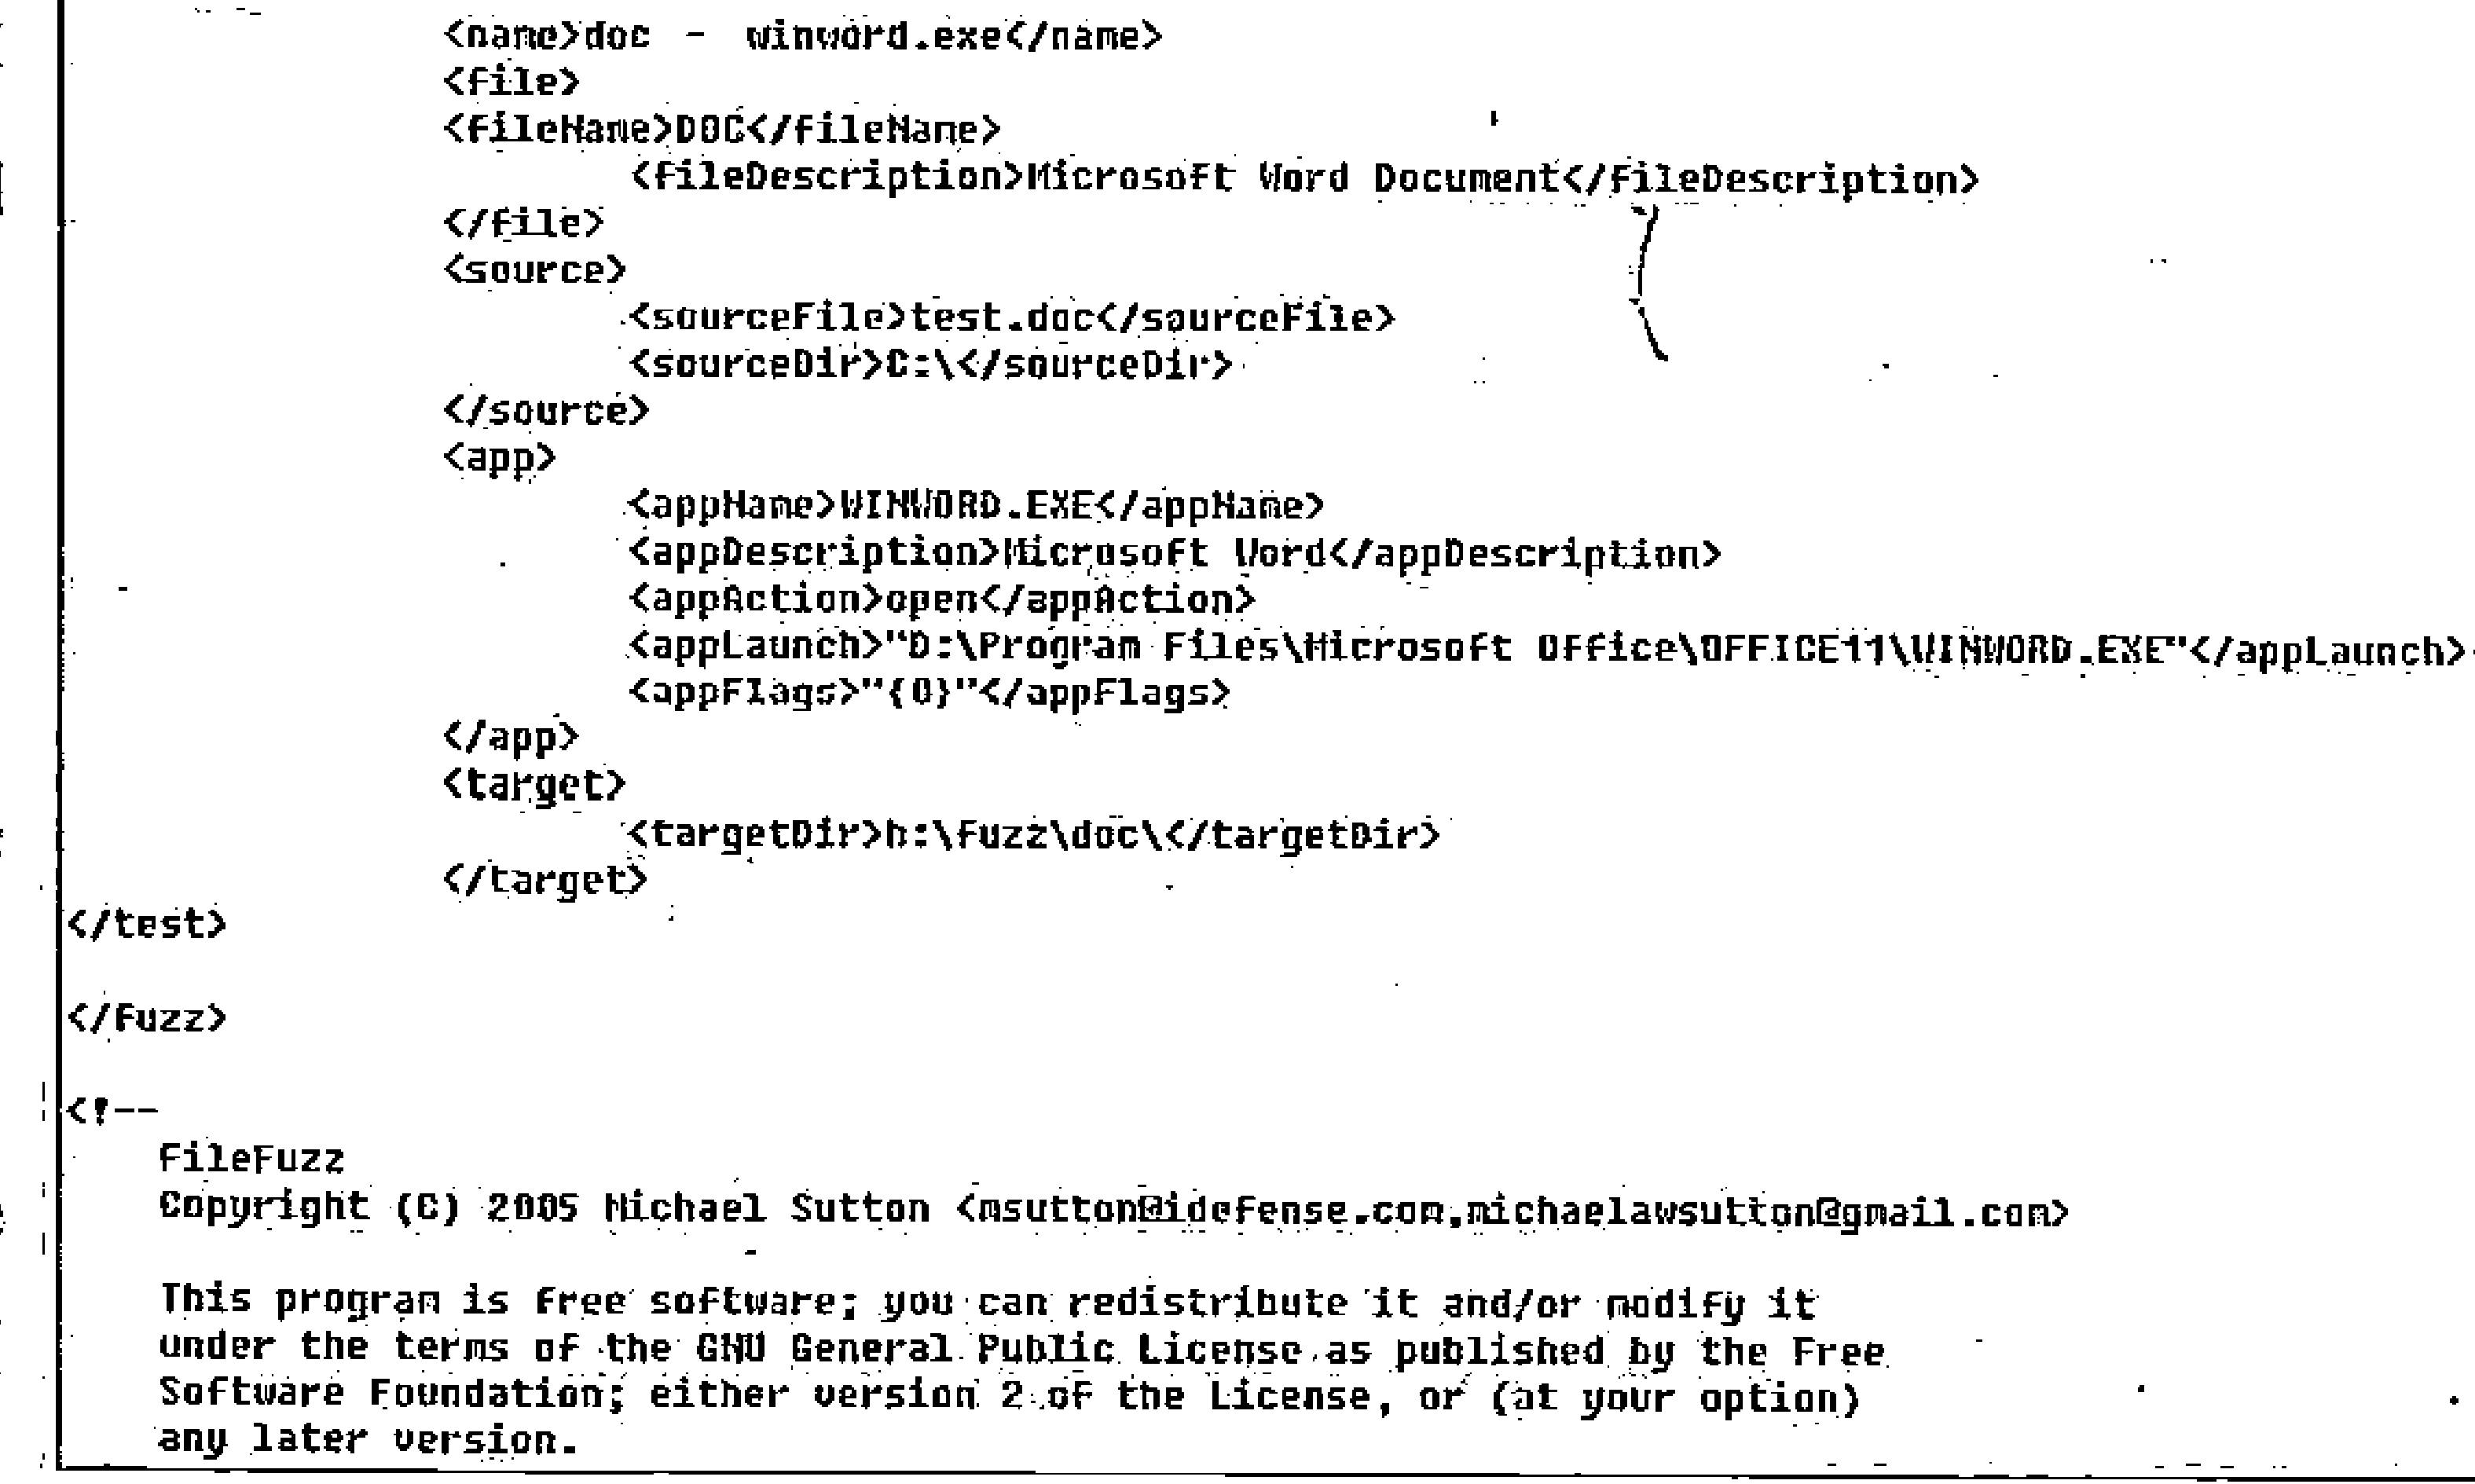 <name>doc - winword.exe</name>
<file>
<fileName>DOC</fileName>
<fileDescription>Microsoft Word Document</fileDescription>
</file>
<source>
<sourceFile>test.doc</sourceFile>
<sourceDir>C:\</sourceDir>
</source>
<app>
<appName>WINWORD.EXE</appName>
<appDescription>Microsoft Word</appDescription>
<appAction>open</appAction>
<appLaunch>"D:\Program Files\Microsoft Office\OFFICE11\WINWORD.EXE"</appLaunch>
<appFlags>"{0}"</appFlags>
</app>
<target>
<targetDir>h:\fuzz\doc\</targetDir>
</target>
</test>
</fuzz>
<!--
FileFuzz
Copyright (C) 2005 Michael Sutton <msutton@idefense.com,michaelawsutton@gmail.com>
This program is free software; you can redistribute it and/or modify it
under the terms of the GNU General Public License as published by the Free
Software Foundation; either version 2 of the License, or (at your option)
any later version.